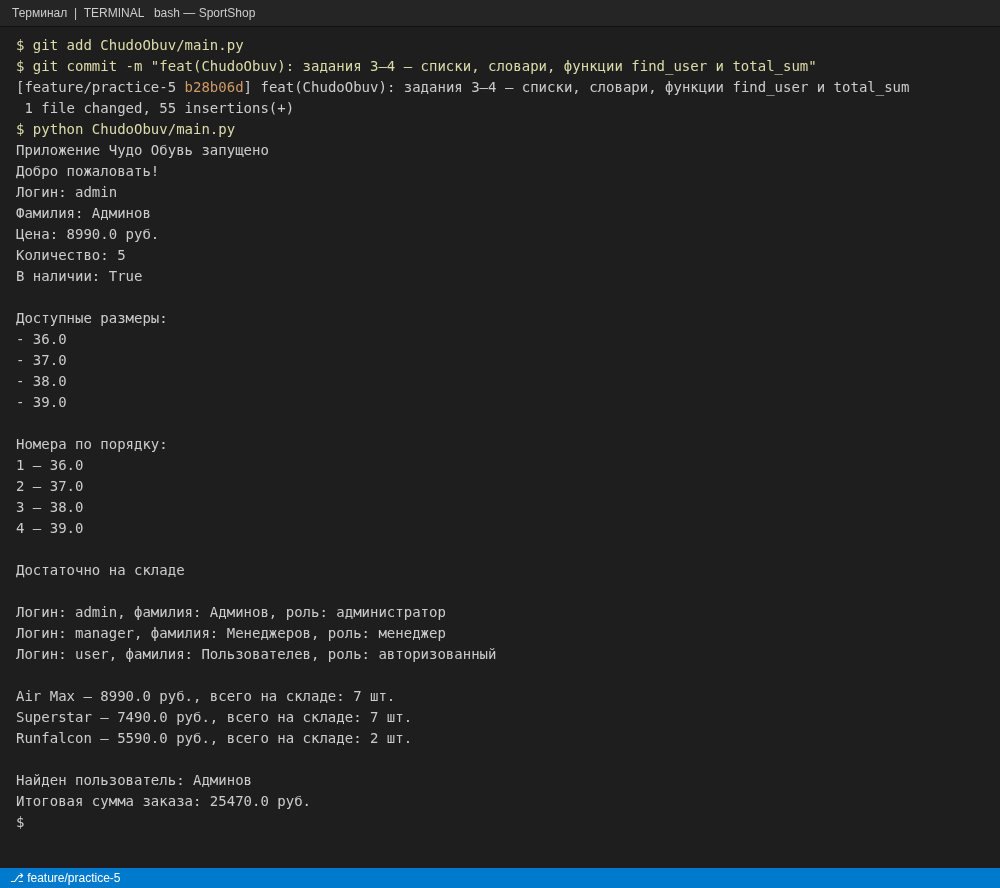 Терминал | TERMINAL bash — SportShop
$ git add ChudoObuv/main.py
$ git commit -m "feat(ChudoObuv): задания 3–4 — списки, словари, функции find_user и total_sum"
[feature/practice-5 b28b06d] feat(ChudoObuv): задания 3–4 — списки, словари, функции find_user и total_sum
 1 file changed, 55 insertions(+)
$ python ChudoObuv/main.py
Приложение Чудо Обувь запущено
Добро пожаловать!
Логин: admin
Фамилия: Админов
Цена: 8990.0 руб.
Количество: 5
В наличии: True
Доступные размеры:
- 36.0
- 37.0
- 38.0
- 39.0
Номера по порядку:
1 — 36.0
2 — 37.0
3 — 38.0
4 — 39.0
Достаточно на складе
Логин: admin, фамилия: Админов, роль: администратор
Логин: manager, фамилия: Менеджеров, роль: менеджер
Логин: user, фамилия: Пользователев, роль: авторизованный
Air Max — 8990.0 руб., всего на складе: 7 шт.
Superstar — 7490.0 руб., всего на складе: 7 шт.
Runfalcon — 5590.0 руб., всего на складе: 2 шт.
Найден пользователь: Админов
Итоговая сумма заказа: 25470.0 руб.
$
⎇ feature/practice-5